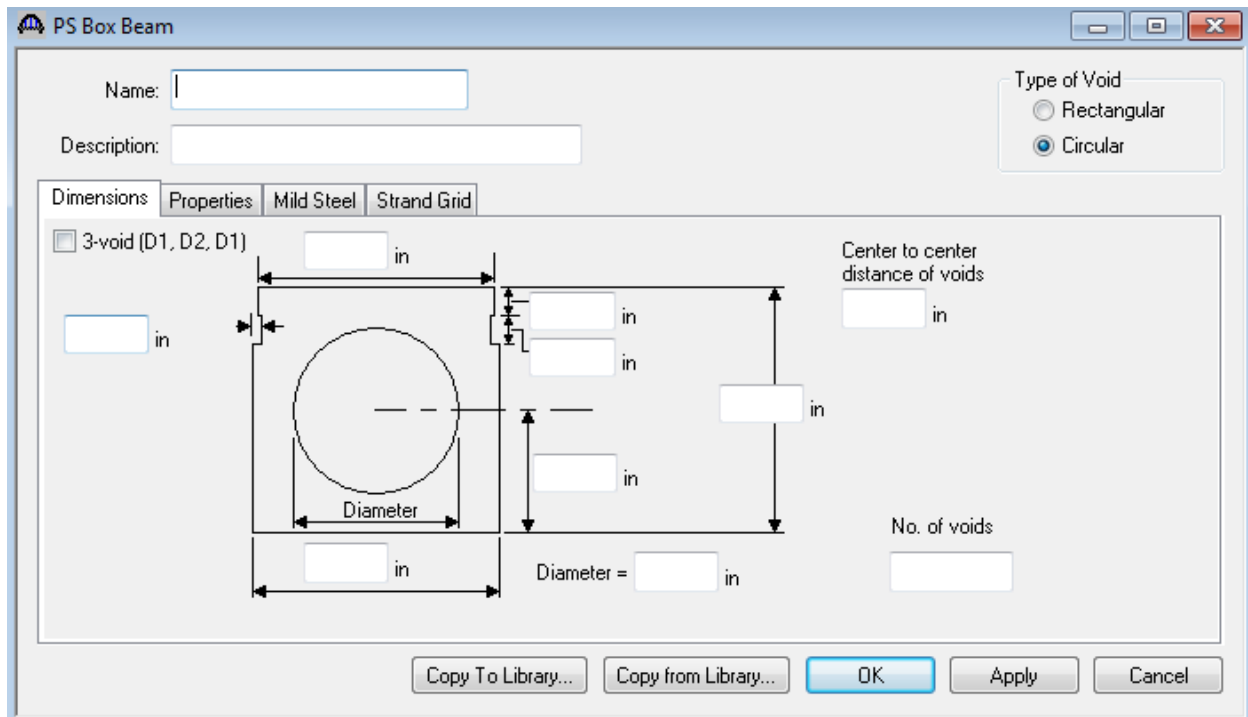 PS Box Beam
Name:
Type of Void
Rectangular
Description:
Circular
Dimensions Properties Mild Steel Strand Grid
3-void (D1, D2, D1)
in
Center to center
distance of voids
in
in
in
in
in
in
Diameter
No. of voids
in
Diameter = in
Copy To Library... Copy from Library... OK Apply Cancel